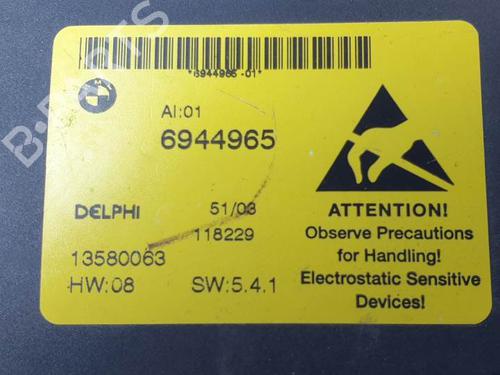 *6944965 -01*
AI:01
6944965
DELPHI 51/03
118229
13580063
HW:08 SW:5.4.1
ATTENTION!
Observe Precautions
for Handling!
Electrostatic Sensitive
Devices!